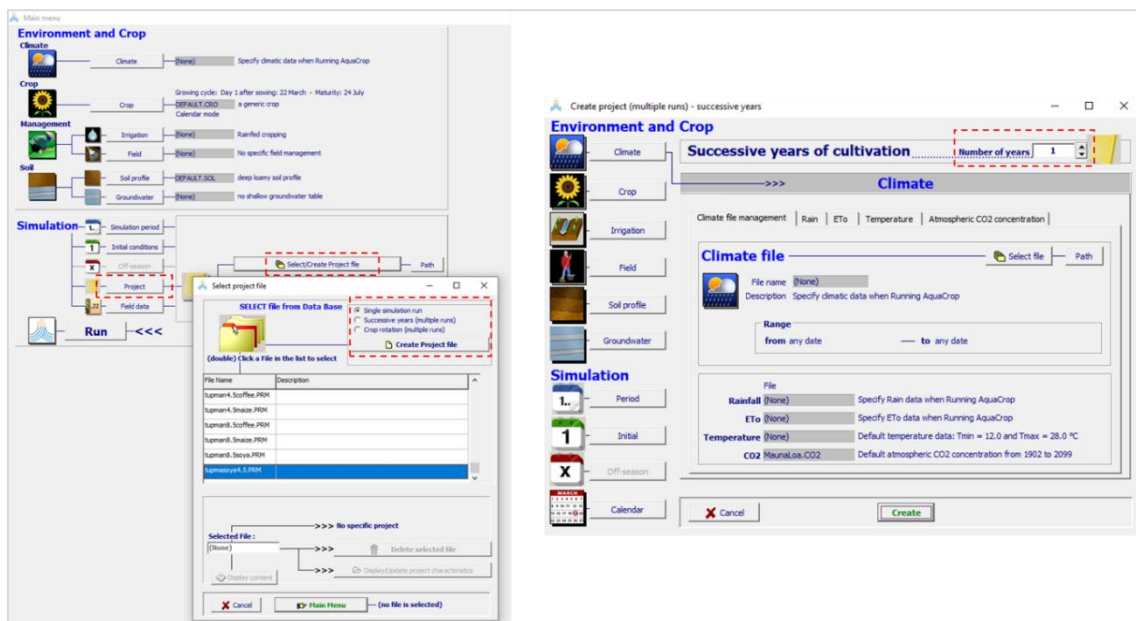 Main menu
Environment and Crop
Climate
Climate (None) Specify climatic data when Running AquaCrop
Crop
Growing cycle: Day 1 after sowing: 22 March - Maturity: 24 July
Crop DEFAULT.CRO a generic crop
Calendar mode
Management
Irrigation (None) Rainfed cropping
Field (None) No specific field management
Soil
Soil profile DEFAULT.SOL deep loamy soil profile
Groundwater (None) no shallow groundwater table
Simulation
1.. Simulation period
1 Initial conditions
X Off-season
Project
Select/Create Project file Path
Field data
Run <<<
Select project file
SELECT file from Data Base
Single simulation run
Successive years (multiple runs)
Crop rotation (multiple runs)
Create Project file
(double) Click a File in the list to select
File Name Description
tupman4.5coffee.PRM
tupman4.5maize.PRM
tupman8.5coffee.PRM
tupman8.5maize.PRM
tupman8.5soya.PRM
tupmasoya4.5.PRM
>>> No specific project
Selected File :
(None) >>> Delete selected file
>>> Display/Update project characteristics
Display content
Cancel Main Menu (no file is selected)
Create project (multiple runs) - successive years
Environment and Crop
Climate
Crop
Irrigation
Field
Soil profile
Groundwater
Simulation
1.. Period
1 Initial
X Off-season
MARCH
Calendar
Successive years of cultivation Number of years 1
>>> Climate
Climate file management Rain ETo Temperature Atmospheric CO2 concentration
Climate file Select file Path
File name (None)
Description Specify climatic data when Running AquaCrop
Range
from any date to any date
File
Rainfall (None) Specify Rain data when Running AquaCrop
ETo (None) Specify ETo data when Running AquaCrop
Temperature (None) Default temperature data: Tmin = 12.0 and Tmax = 28.0 °C
CO2 MaunaLoa.CO2 Default atmospheric CO2 concentration from 1902 to 2099
Cancel Create